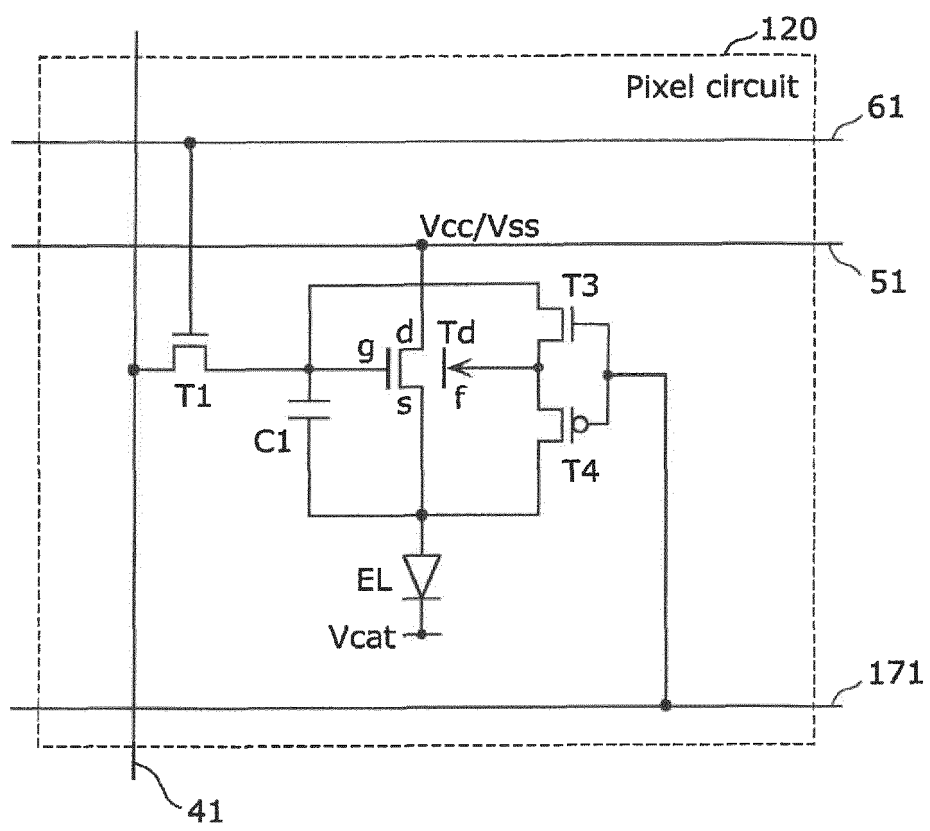 120
Pixel circuit
61
Vcc/Vss
51
T3
d
Td
g
T1
s
f
C1
T4
EL
Vcat
171
41